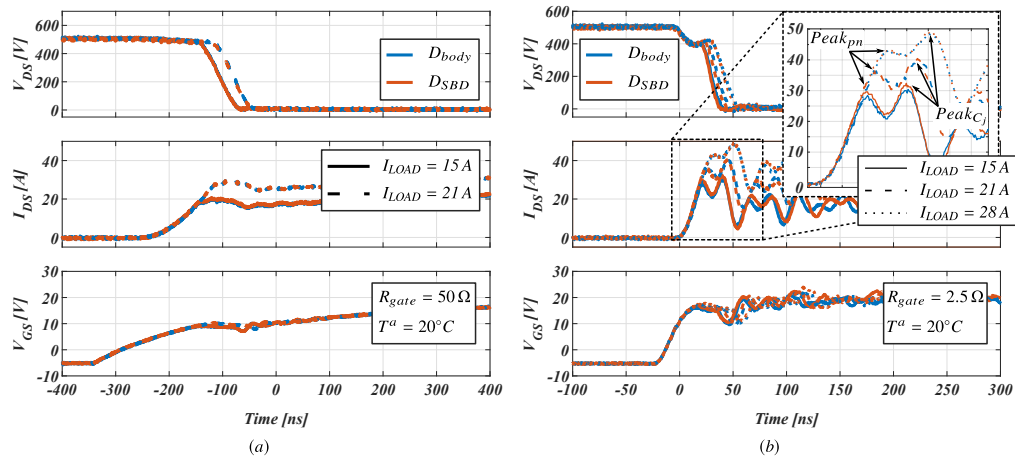 600
400
200
0
V_DS [V]
D_body
D_SBD
40
20
0
I_DS [A]
I_LOAD = 15 A
I_LOAD = 21 A
30
20
10
0
-10
V_GS [V]
R_gate = 50 Ω
T^a = 20°C
-400 -300 -200 -100 0 100 200 300 400
Time [ns]
(a)
600
400
200
0
V_DS [V]
D_body
D_SBD
50
40
30
20
10
0
Peak_pn
Peak_Cj
40
20
0
I_DS [A]
I_LOAD = 15 A
I_LOAD = 21 A
I_LOAD = 28 A
30
20
10
0
-10
V_GS [V]
R_gate = 2.5 Ω
T^a = 20°C
-100 -50 0 50 100 150 200 250 300
Time [ns]
(b)